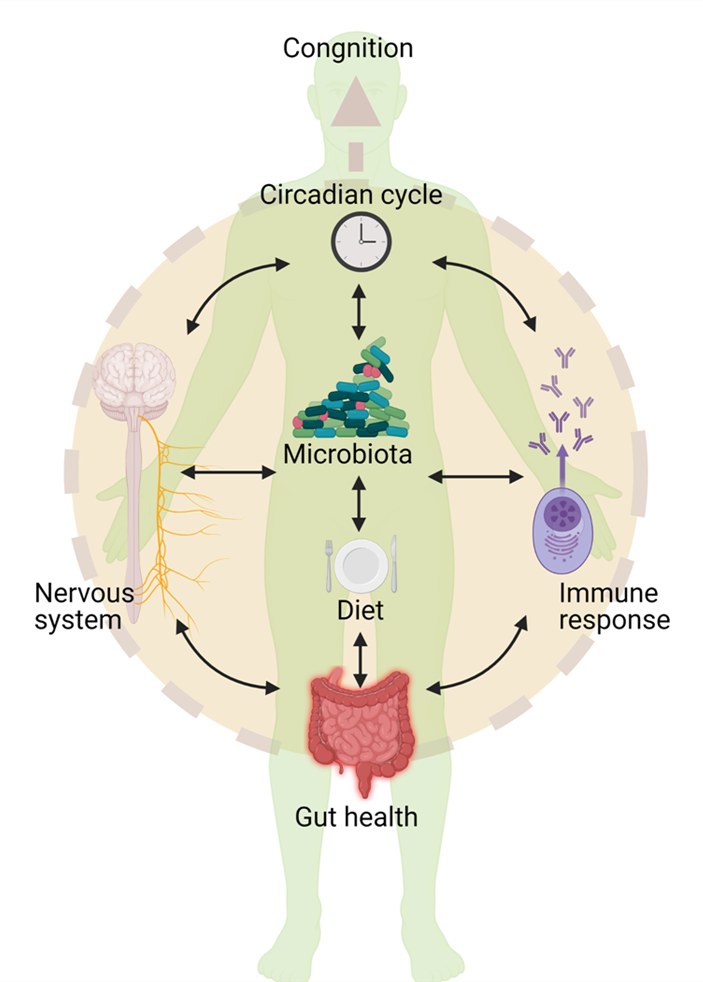 Congnition
Circadian cycle
Microbiota
Diet
Nervous
system
Immune
response
Gut health